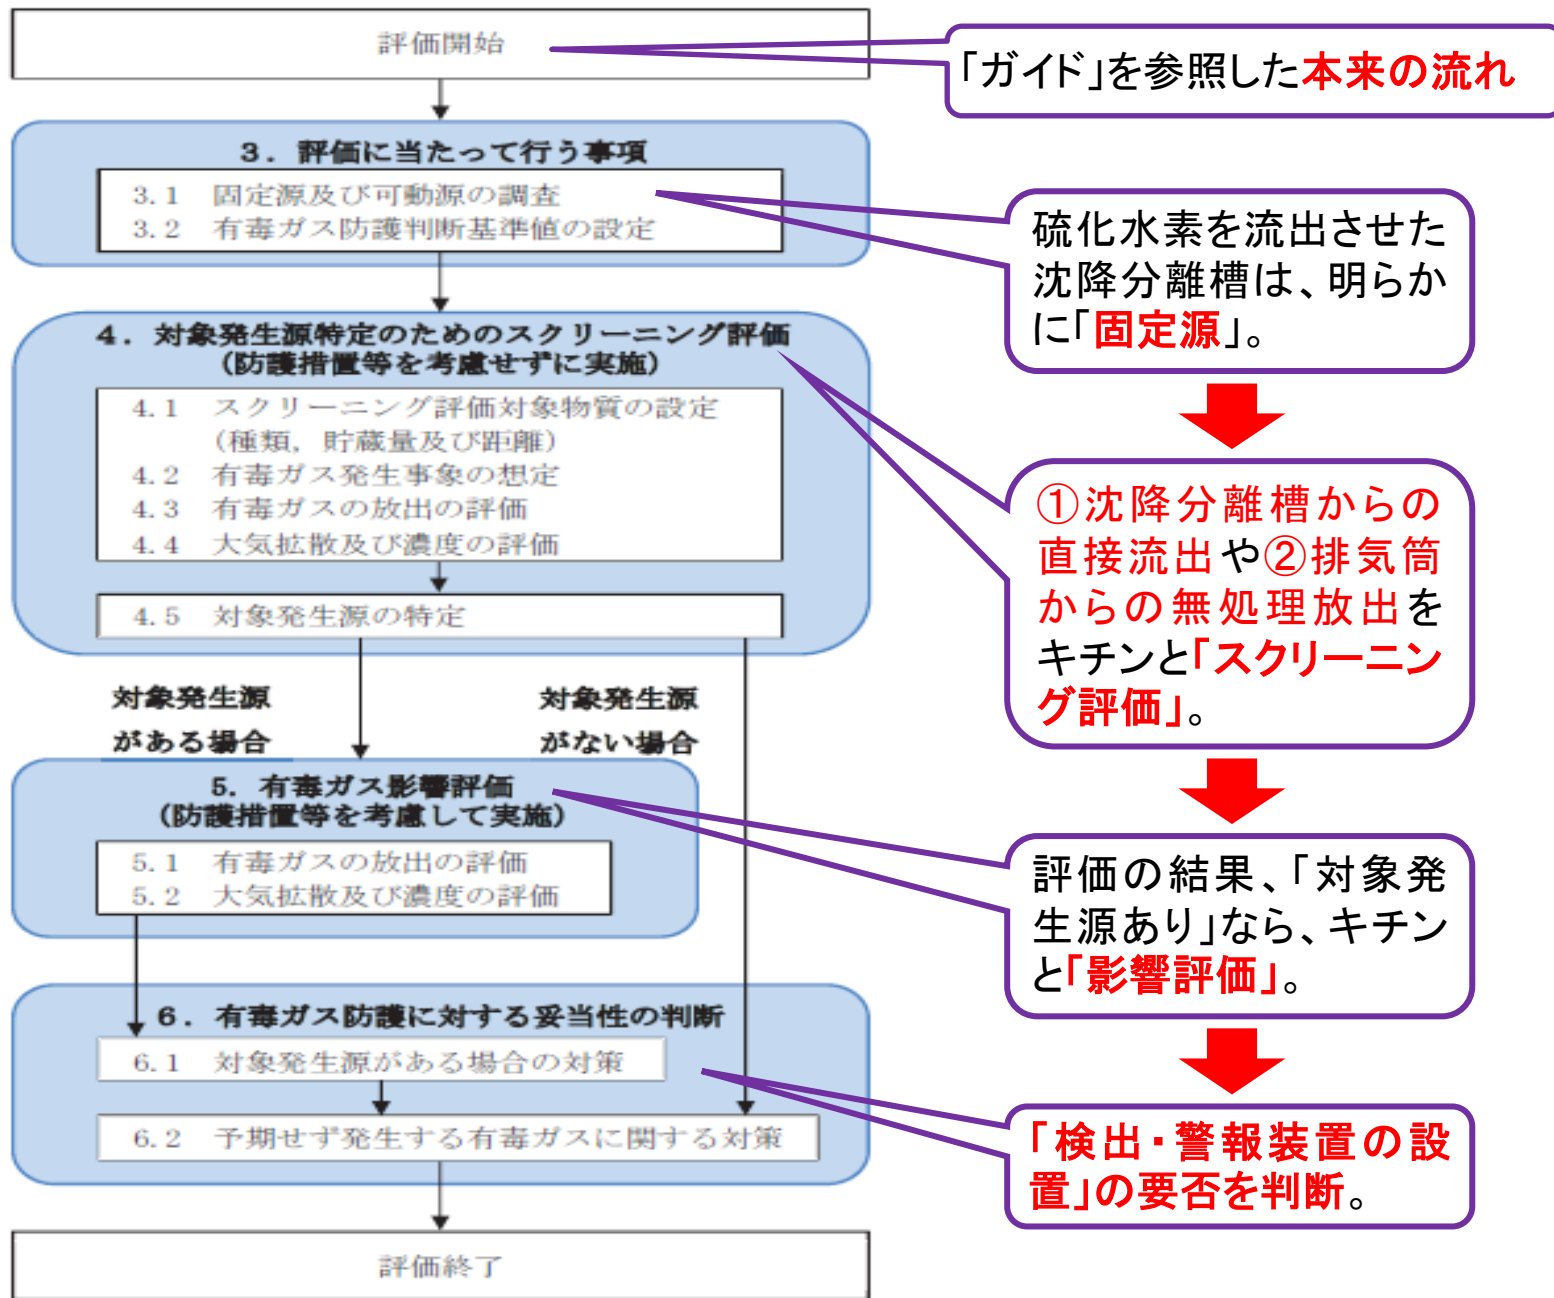 評価開始
3．評価に当たって行う事項
3.1　固定源及び可動源の調査
3.2　有毒ガス防護判断基準値の設定
4．対象発生源特定のためのスクリーニング評価
（防護措置等を考慮せずに実施）
4.1　スクリーニング評価対象物質の設定
（種類，貯蔵量及び距離）
4.2　有毒ガス発生事象の想定
4.3　有毒ガスの放出の評価
4.4　大気拡散及び濃度の評価
4.5　対象発生源の特定
対象発生源
がある場合
対象発生源
がない場合
5．有毒ガス影響評価
（防護措置等を考慮して実施）
5.1　有毒ガスの放出の評価
5.2　大気拡散及び濃度の評価
6．有毒ガス防護に対する妥当性の判断
6.1　対象発生源がある場合の対策
6.2　予期せず発生する有毒ガスに関する対策
評価終了
「ガイド」を参照した本来の流れ
硫化水素を流出させた
沈降分離槽は、明らか
に「固定源」。
①沈降分離槽からの
直接流出や②排気筒
からの無処理放出を
キチンと「スクリーニン
グ評価」。
評価の結果、「対象発
生源あり」なら、キチン
と「影響評価」。
「検出・警報装置の設
置」の要否を判断。